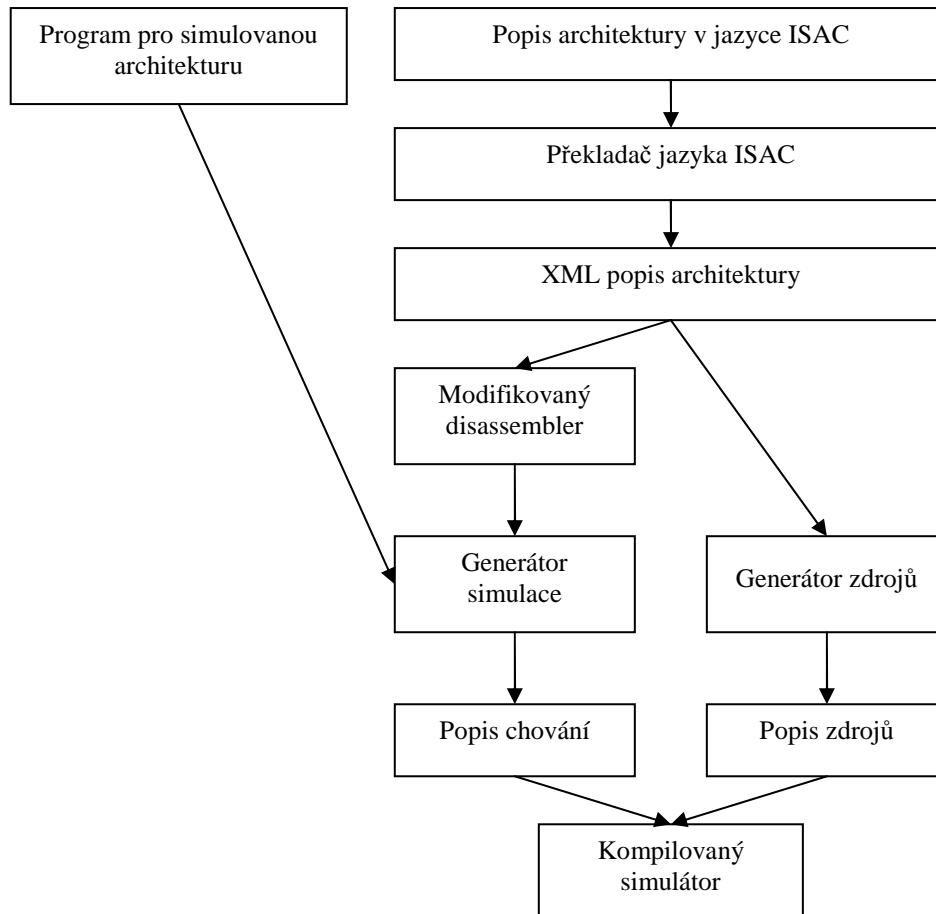 Program pro simulovanou
architekturu
Popis architektury v jazyce ISAC
Překladač jazyka ISAC
XML popis architektury
Modifikovaný
disassembler
Generátor
simulace
Generátor zdrojů
Popis chování
Popis zdrojů
Kompilovaný
simulátor